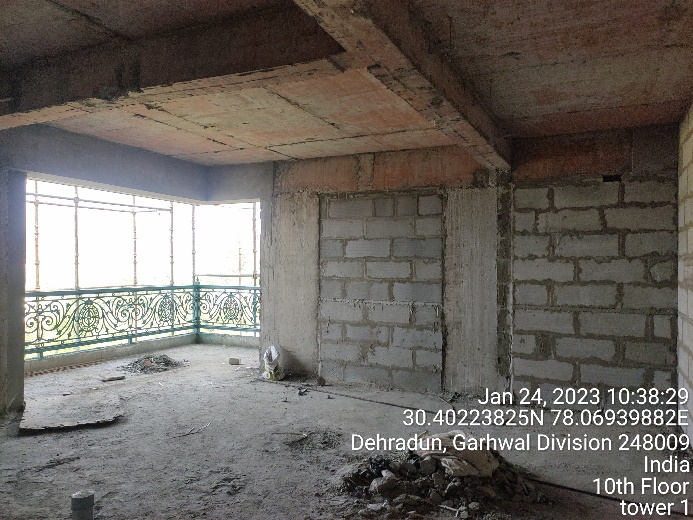 Jan 24, 2023 10:38:29
30.40223825N 78.06939882E
Dehradun, Garhwal Division 248009
India
10th Floor
tower 1